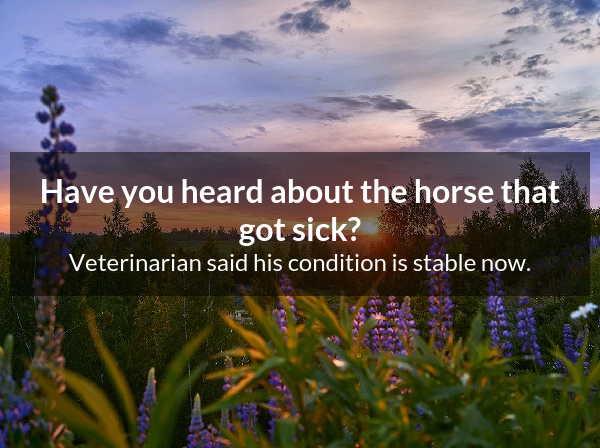 Have you heard about the horse that
got sick?
Veterinarian said his condition is stable now.